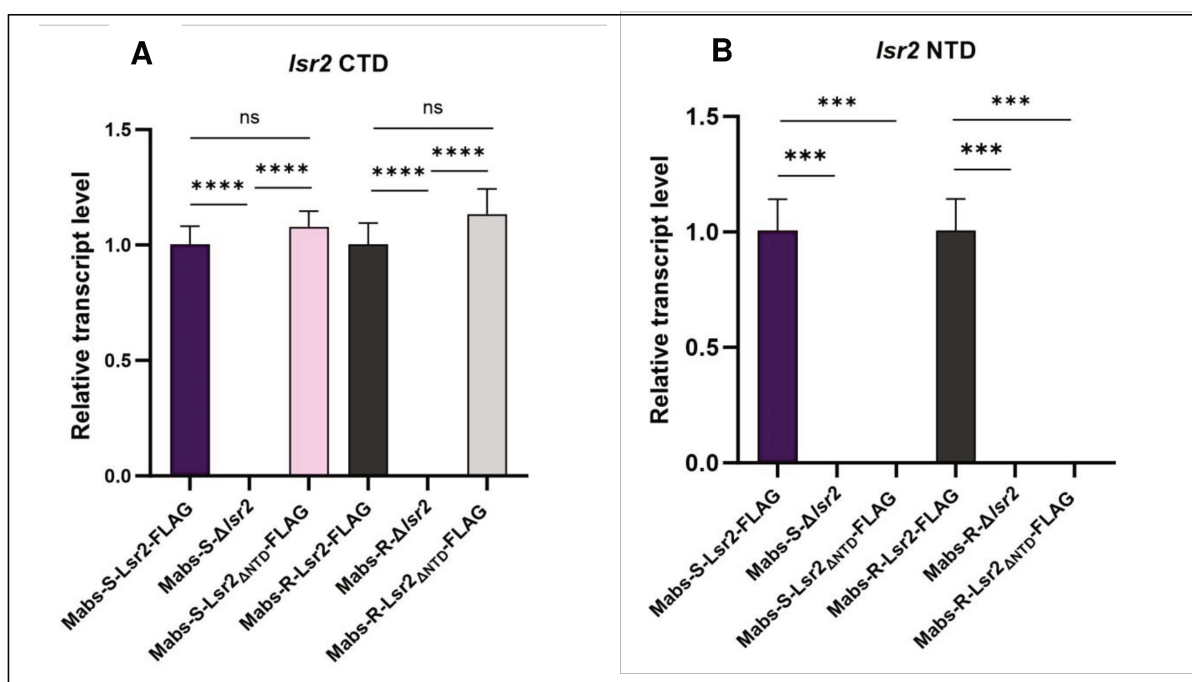 A
lsr2 CTD
ns
ns
****
****
****
****
Relative transcript level
1.5
1.0
0.5
0.0
Mabs-S-Lsr2-FLAG
Mabs-S-Δlsr2
Mabs-S-Lsr2ΔNTD-FLAG
Mabs-R-Lsr2-FLAG
Mabs-R-Δlsr2
Mabs-R-Lsr2ΔNTD-FLAG
B
lsr2 NTD
***
***
***
***
Relative transcript level
1.5
1.0
0.5
0.0
Mabs-S-Lsr2-FLAG
Mabs-S-Δlsr2
Mabs-S-Lsr2ΔNTD-FLAG
Mabs-R-Lsr2-FLAG
Mabs-R-Δlsr2
Mabs-R-Lsr2ΔNTD-FLAG